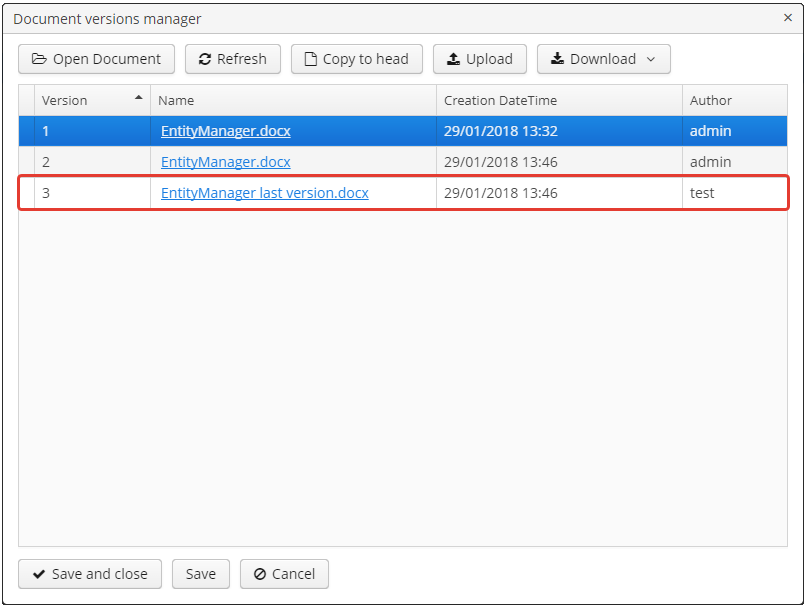 Document versions manager ×
Open Document Refresh Copy to head Upload Download
Version Name Creation DateTime Author
1 EntityManager.docx 29/01/2018 13:32 admin
2 EntityManager.docx 29/01/2018 13:46 admin
3 EntityManager last version.docx 29/01/2018 13:46 test
Save and close Save Cancel